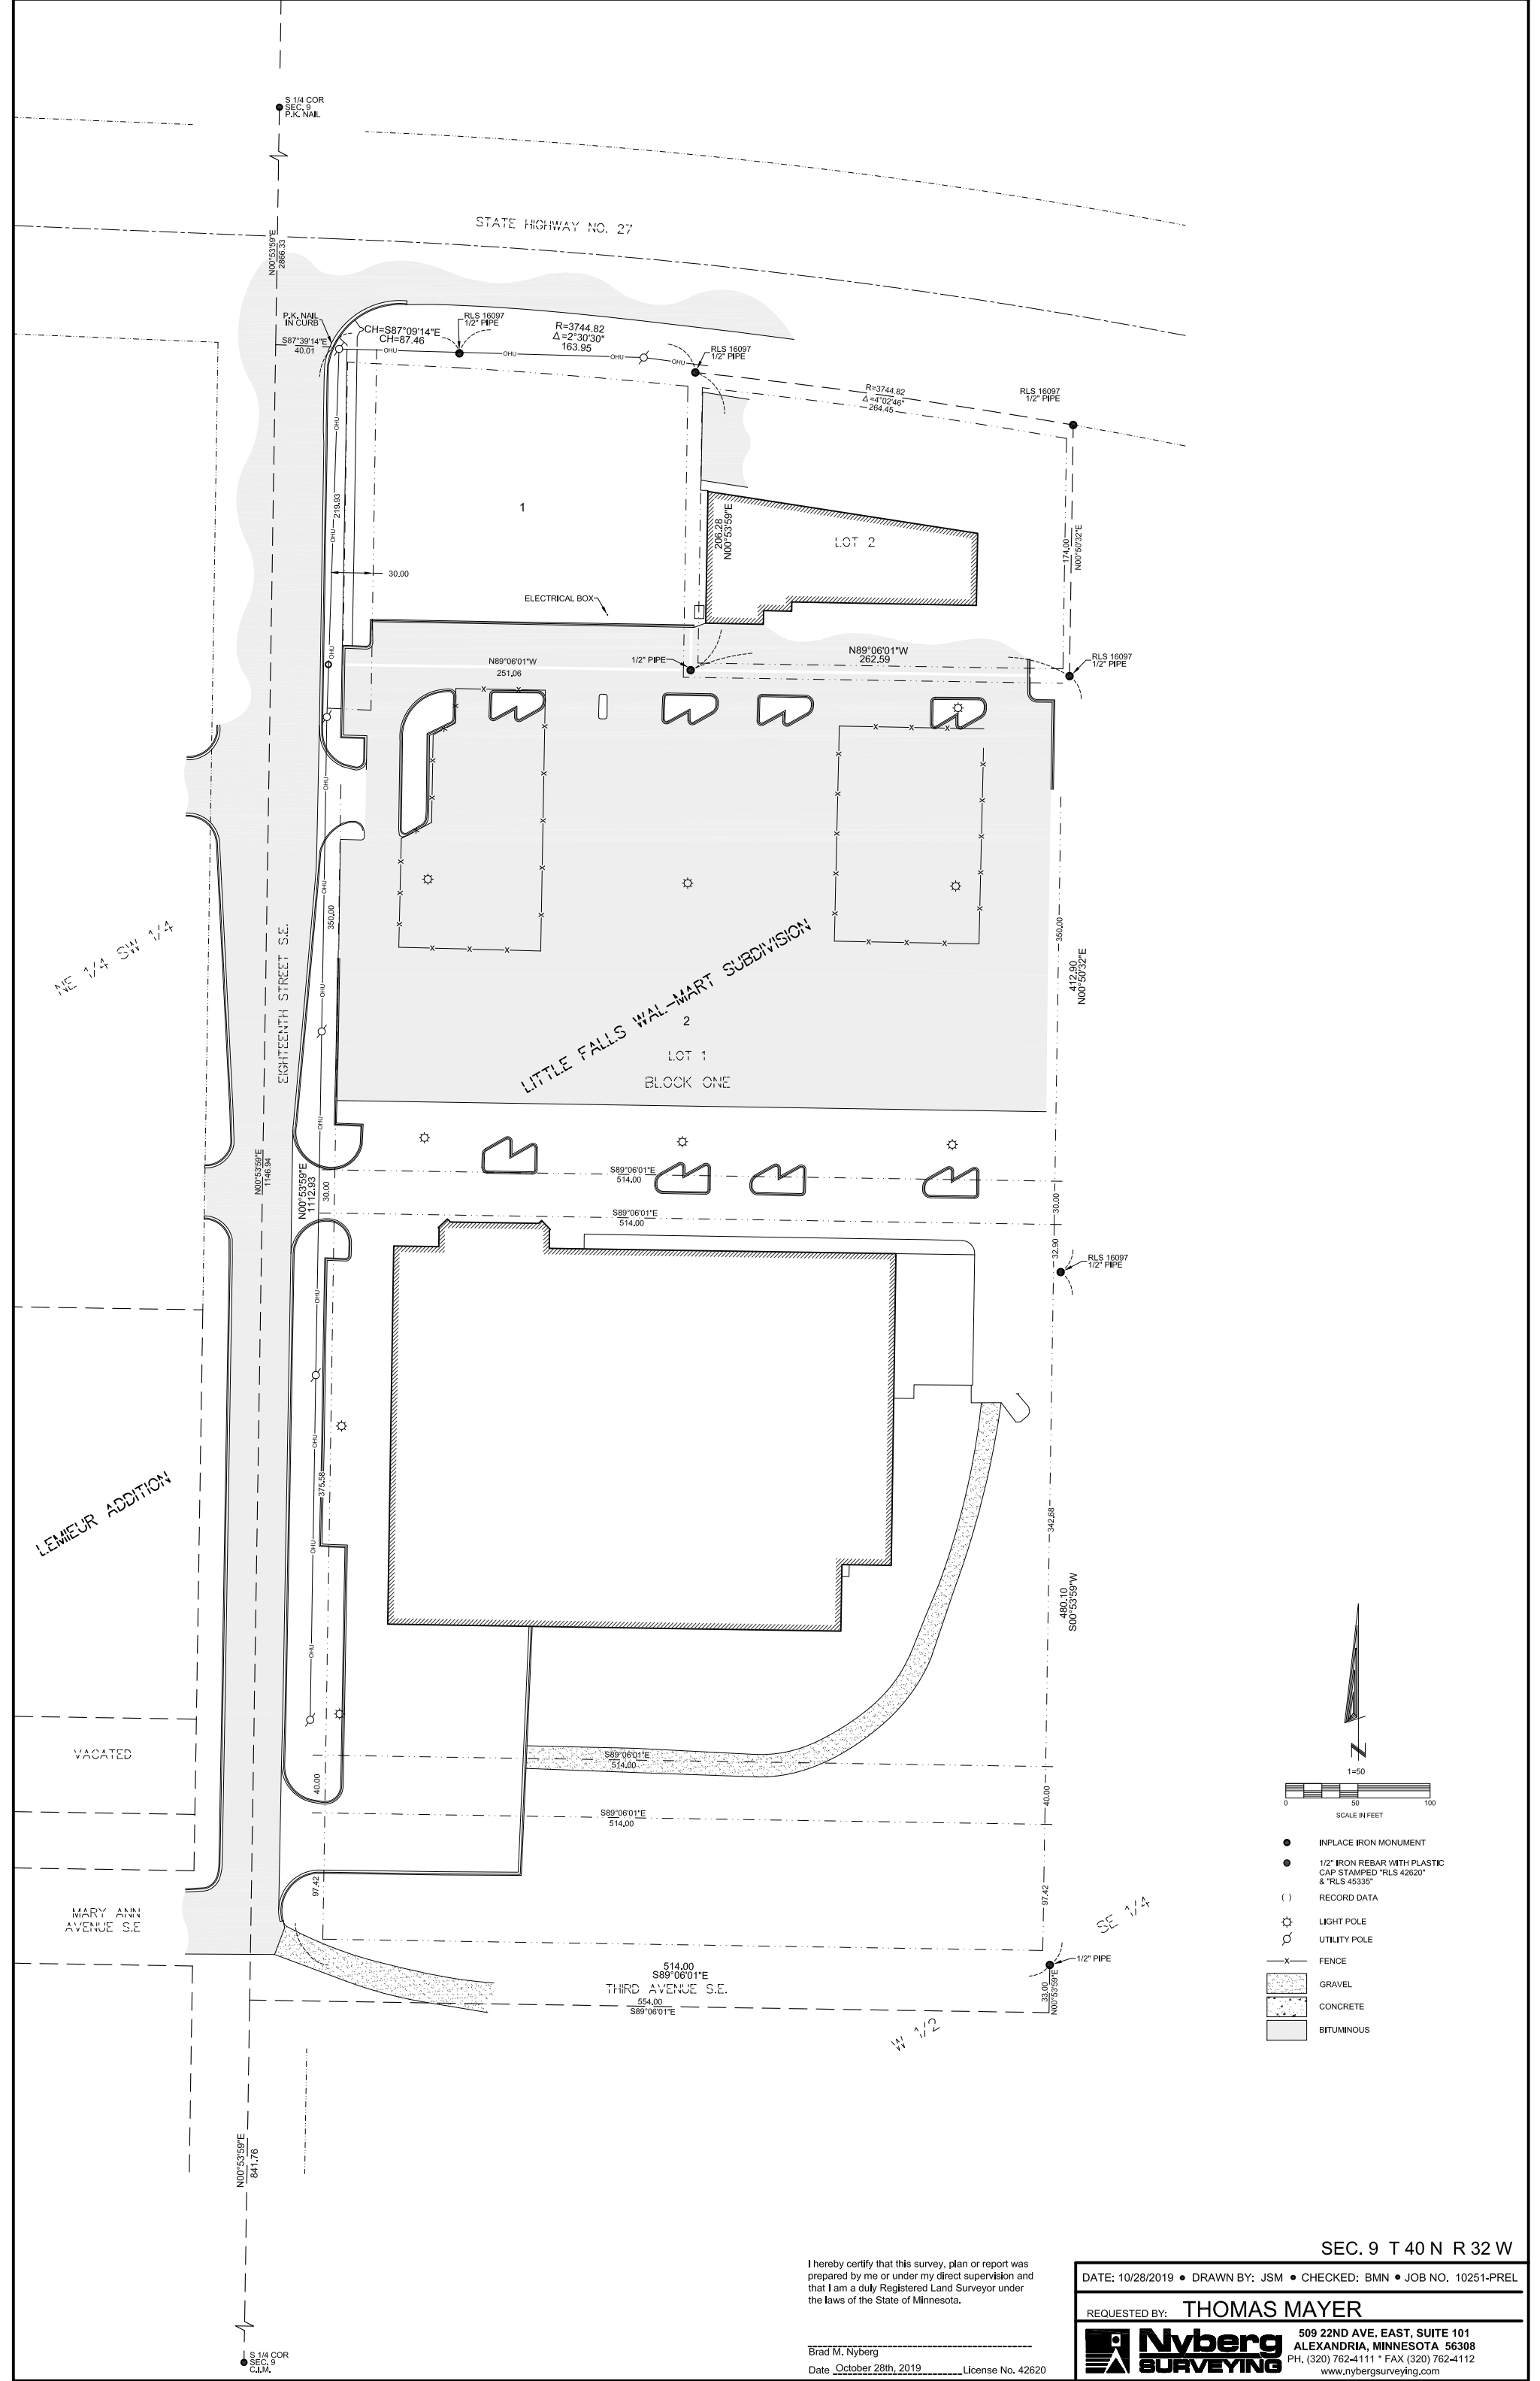 S 1/4 COR
SEC. 9
P.K. NAIL
STATE HIGHWAY NO. 27
N00°53'59"E
2866.33
P.K. NAIL
IN CURB
S87°39'14"E
40.01
CH=S87°09'14"E
CH=87.46
RLS 16097
1/2" PIPE
R=3744.82
Δ=2°30'30"
163.95
RLS 16097
1/2" PIPE
R=3744.82
Δ=4°02'46"
264.45
RLS 16097
1/2" PIPE
OHU
OHU
OHU
OHU
OHU
219.93
OHU
OHU
1
206.28
N00°53'59"E
LOT 2
174.00
N00°50'32"E
30.00
ELECTRICAL BOX
N89°06'01"W
251.06
1/2" PIPE
N89°06'01"W
262.59
RLS 16097
1/2" PIPE
OHU
OHU
350.00
OHU
OHU
NE 1/4 SW 1/4
EIGHTEENTH STREET S.E.
350.00
412.90
N00°50'32"E
LITTLE FALLS WAL-MART SUBDIVISION
2
LOT 1
BLOCK ONE
N00°53'59"E
1146.94
N00°53'59"E
1112.93
30.00
S89°06'01"E
514.00
30.00
S89°06'01"E
514.00
32.90
RLS 16097
1/2" PIPE
OHU
OHU
375.58
OHU
OHU
LEMIEUR ADDITION
342.68
480.10
S00°53'59"W
VACATED
40.00
S89°06'01"E
514.00
40.00
S89°06'01"E
514.00
97.42
97.42
MARY ANN
AVENUE S.E
SE 1/4
1/2" PIPE
514.00
S89°06'01"E
THIRD AVENUE S.E.
554.00
S89°06'01"E
33.00
N00°53'59"E
W 1/2
N
1=50
0 50 100
SCALE IN FEET
INPLACE IRON MONUMENT
1/2" IRON REBAR WITH PLASTIC
CAP STAMPED "RLS 42620"
& "RLS 45335"
( ) RECORD DATA
LIGHT POLE
UTILITY POLE
X FENCE
GRAVEL
CONCRETE
BITUMINOUS
N00°53'59"E
841.76
S 1/4 COR
SEC. 9
C.I.M.
I hereby certify that this survey, plan or report was
prepared by me or under my direct supervision and
that I am a duly Registered Land Surveyor under
the laws of the State of Minnesota.
Brad M. Nyberg
Date October 28th, 2019 License No. 42620
SEC. 9 T 40 N R 32 W
DATE: 10/28/2019 • DRAWN BY: JSM • CHECKED: BMN • JOB NO. 10251-PREL
REQUESTED BY: THOMAS MAYER
Nyberg
SURVEYING
509 22ND AVE. EAST, SUITE 101
ALEXANDRIA, MINNESOTA 56308
PH. (320) 762-4111 * FAX (320) 762-4112
www.nybergsurveying.com